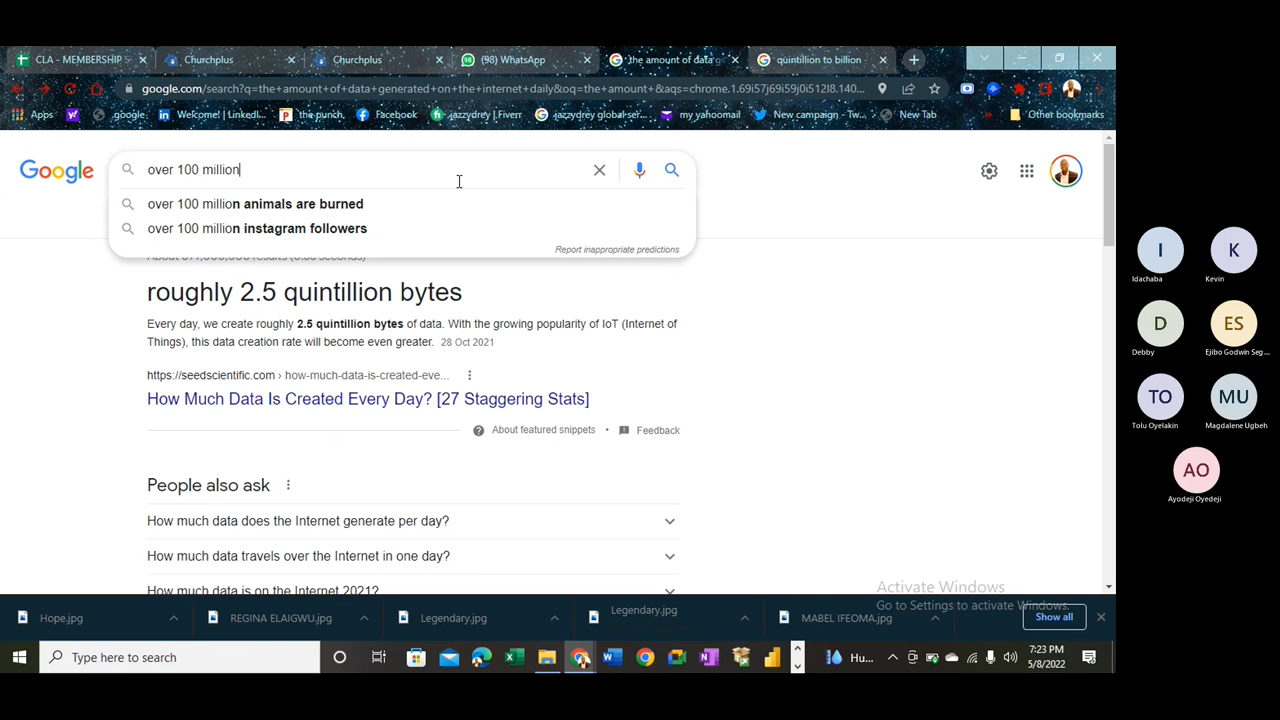 CLA - MEMBERSHIP S
Churchplus
Churchplus
(98) WhatsApp
the amount of data g
quintillion to billion -
google.com/search?q=the+amount+of+data+generated+on+the+internet+daily&oq=the+amount+&aqs=chrome.1.69i57j69i59j0i512l8.140...
Apps
.google
Welcome! | LinkedI...
the punch,
Facebook
jazzydrey | Fiverr
jazzydrey global ser...
my yahoomail
New campaign - Tw...
New Tab
»
Other bookmarks
Google
over 100 million
over 100 million animals are burned
over 100 million instagram followers
Report inappropriate predictions
roughly 2.5 quintillion bytes
Every day, we create roughly 2.5 quintillion bytes of data. With the growing popularity of IoT (Internet of
Things), this data creation rate will become even greater. 28 Oct 2021
https://seedscientific.com › how-much-data-is-created-eve...
How Much Data Is Created Every Day? [27 Staggering Stats]
About featured snippets • Feedback
People also ask
How much data does the Internet generate per day?
How much data travels over the Internet in one day?
How much data is on the Internet 2021?
Activate Windows
Go to Settings to activate Windows.
Hope.jpg
REGINA ELAIGWU.jpg
Legendary.jpg
Legendary.jpg
MABEL IFEOMA.jpg
Show all
Type here to search
Hu...
7:23 PM
5/8/2022
I
Idachaba
K
Kevin
D
Debby
ES
Ejibo Godwin Seg...
TO
Tolu Oyelakin
MU
Magdalene Ugbeh
AO
Ayodeji Oyedeji